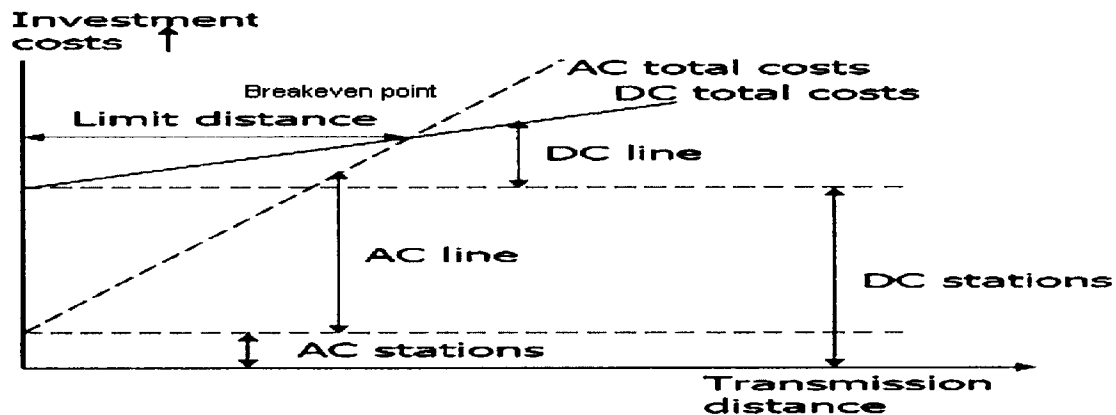 Investment
costs
AC total costs
Breakeven point
DC total costs
Limit distance
DC line
AC line
DC stations
AC stations
Transmission
distance